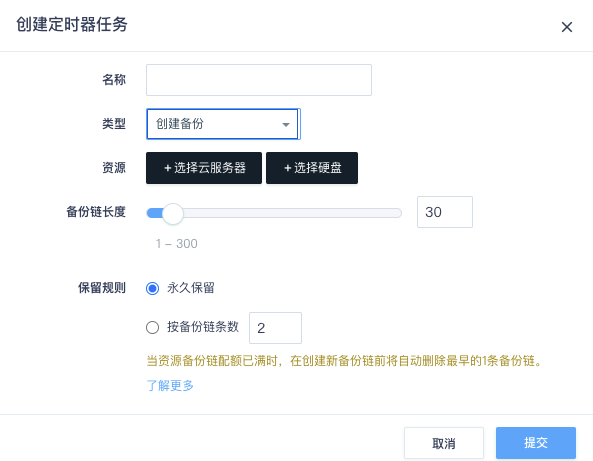 创建定时器任务
名称
类型 创建备份
资源 +选择云服务器 +选择硬盘
备份链长度 30
1 – 300
保留规则 永久保留
按备份链条数 2
当资源备份链配额已满时，在创建新备份链前将自动删除最早的1条备份链。
了解更多
取消 提交